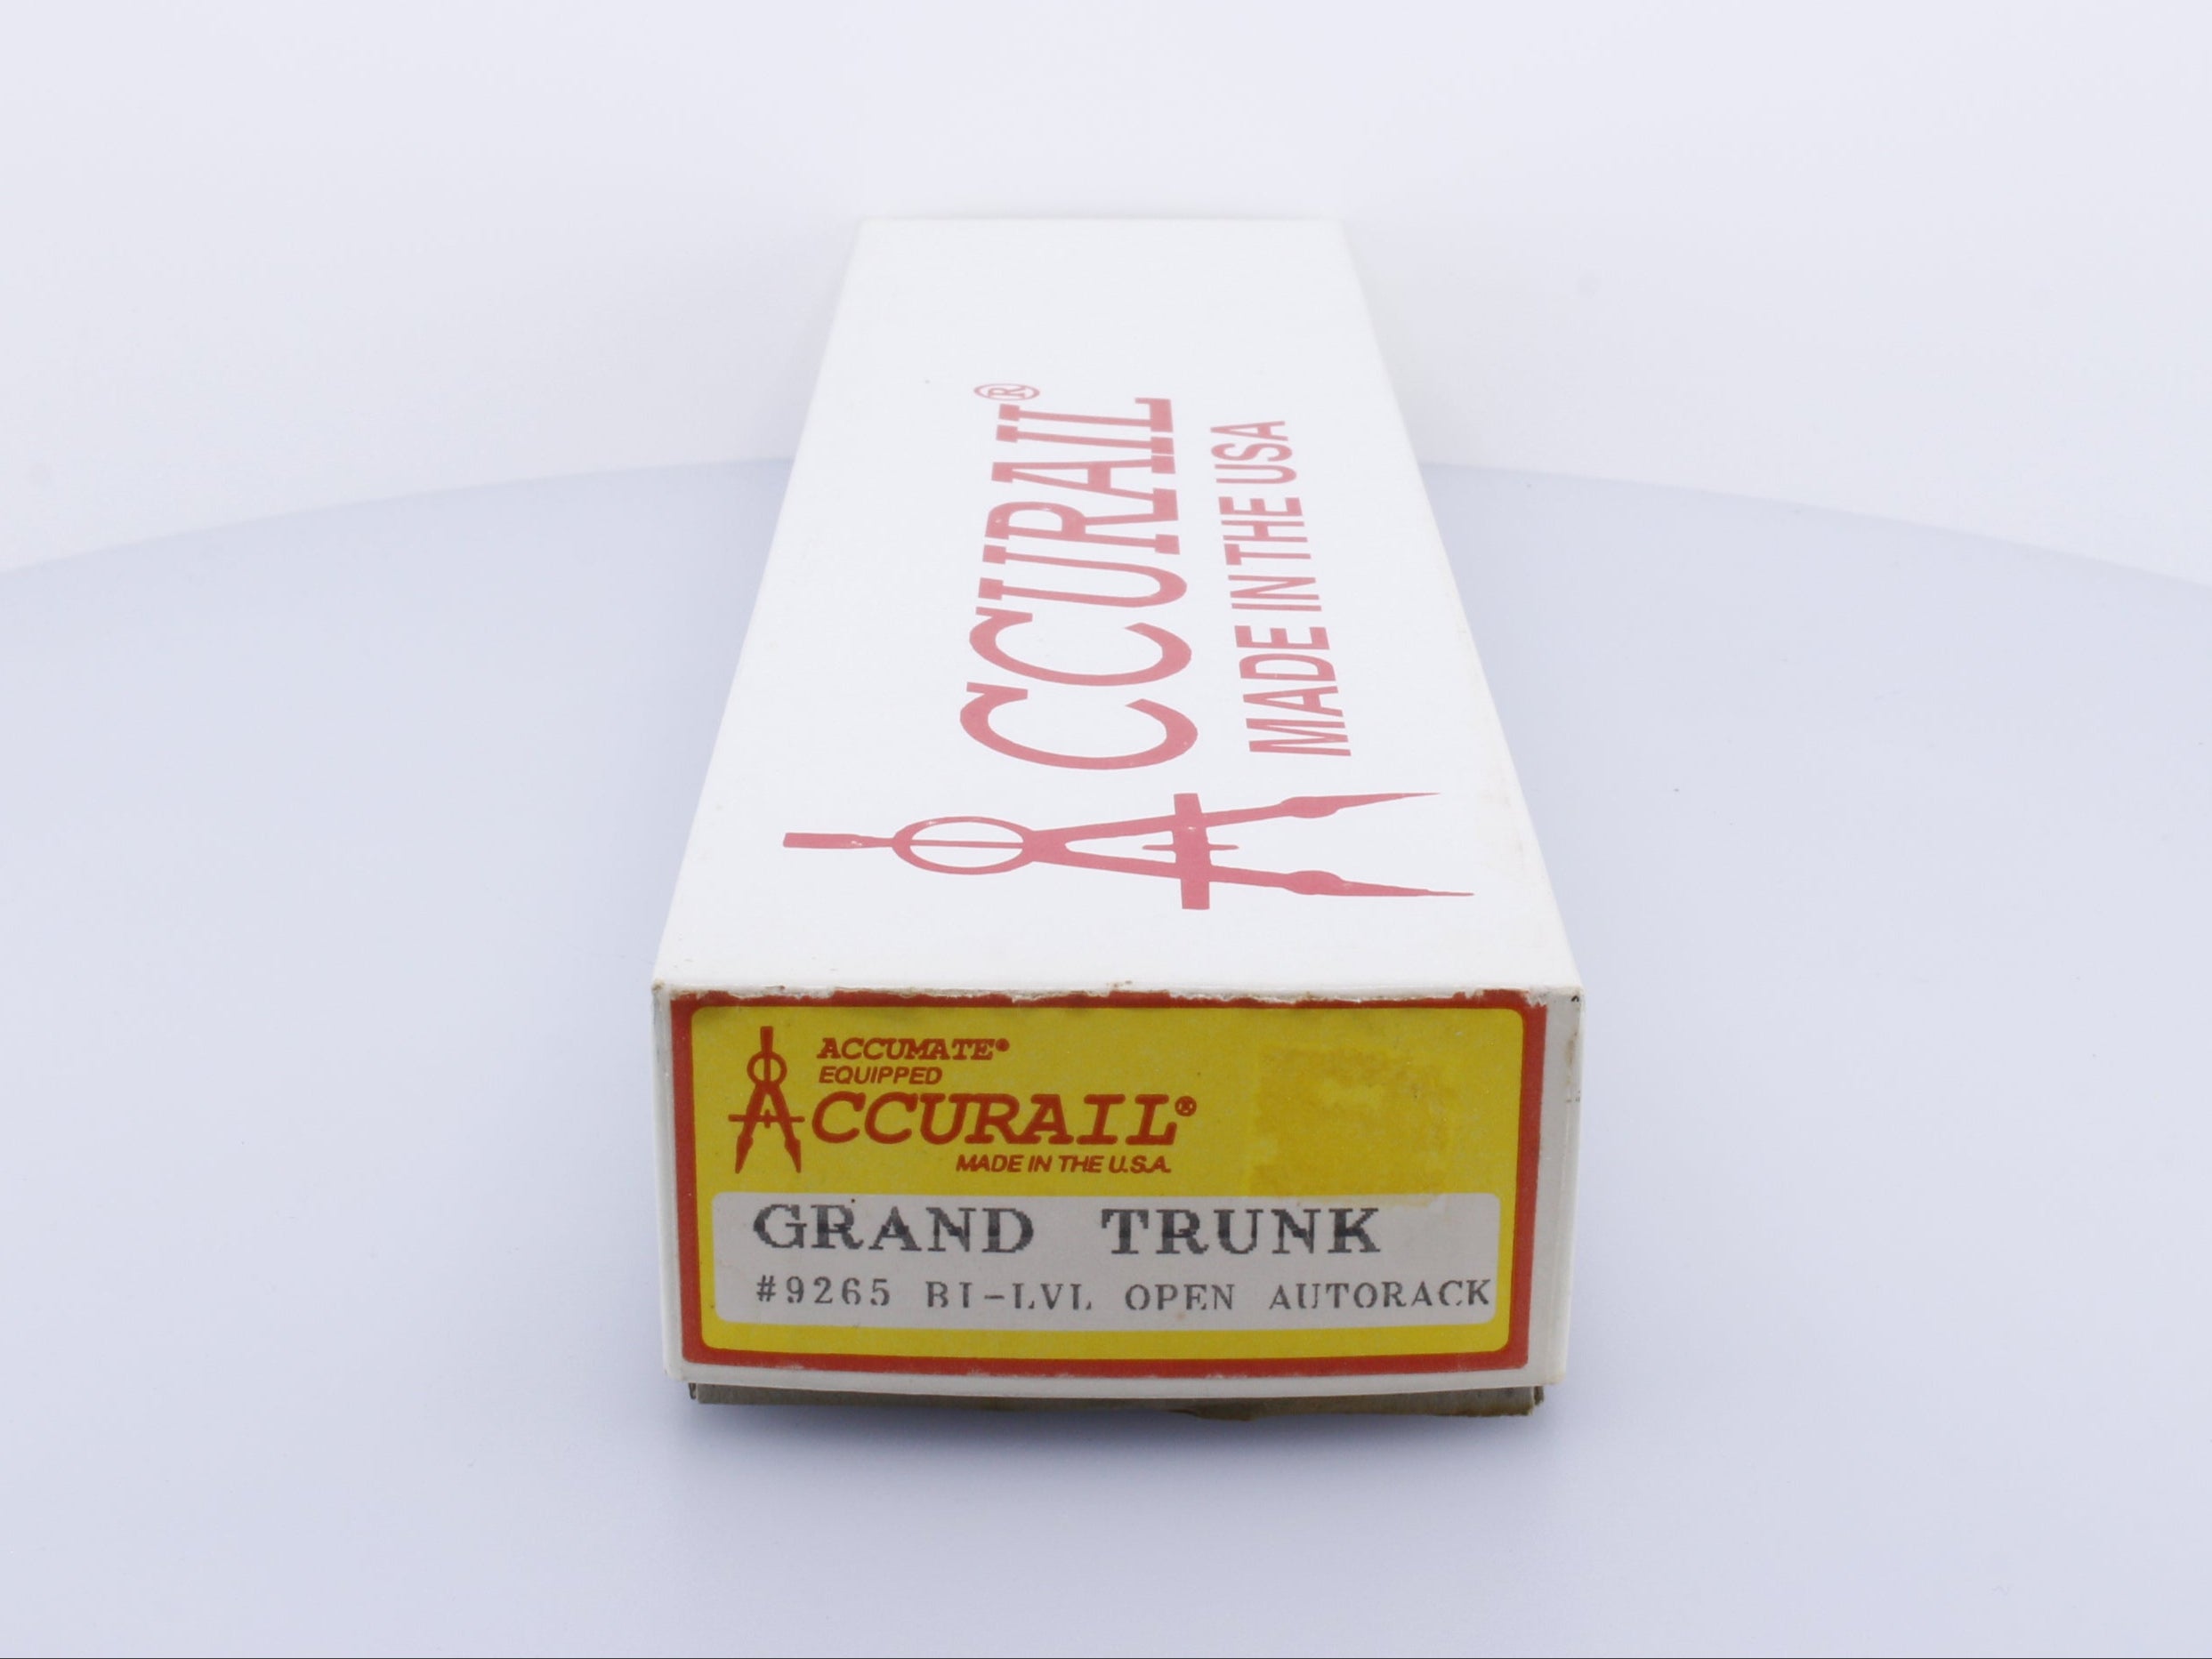 ACCURAIL®
MADE IN THE USA
ACCUMATE®
EQUIPPED
ACCURAIL®
MADE IN THE U.S.A.
GRAND TRUNK
#9265 BI-LVL OPEN AUTORACK